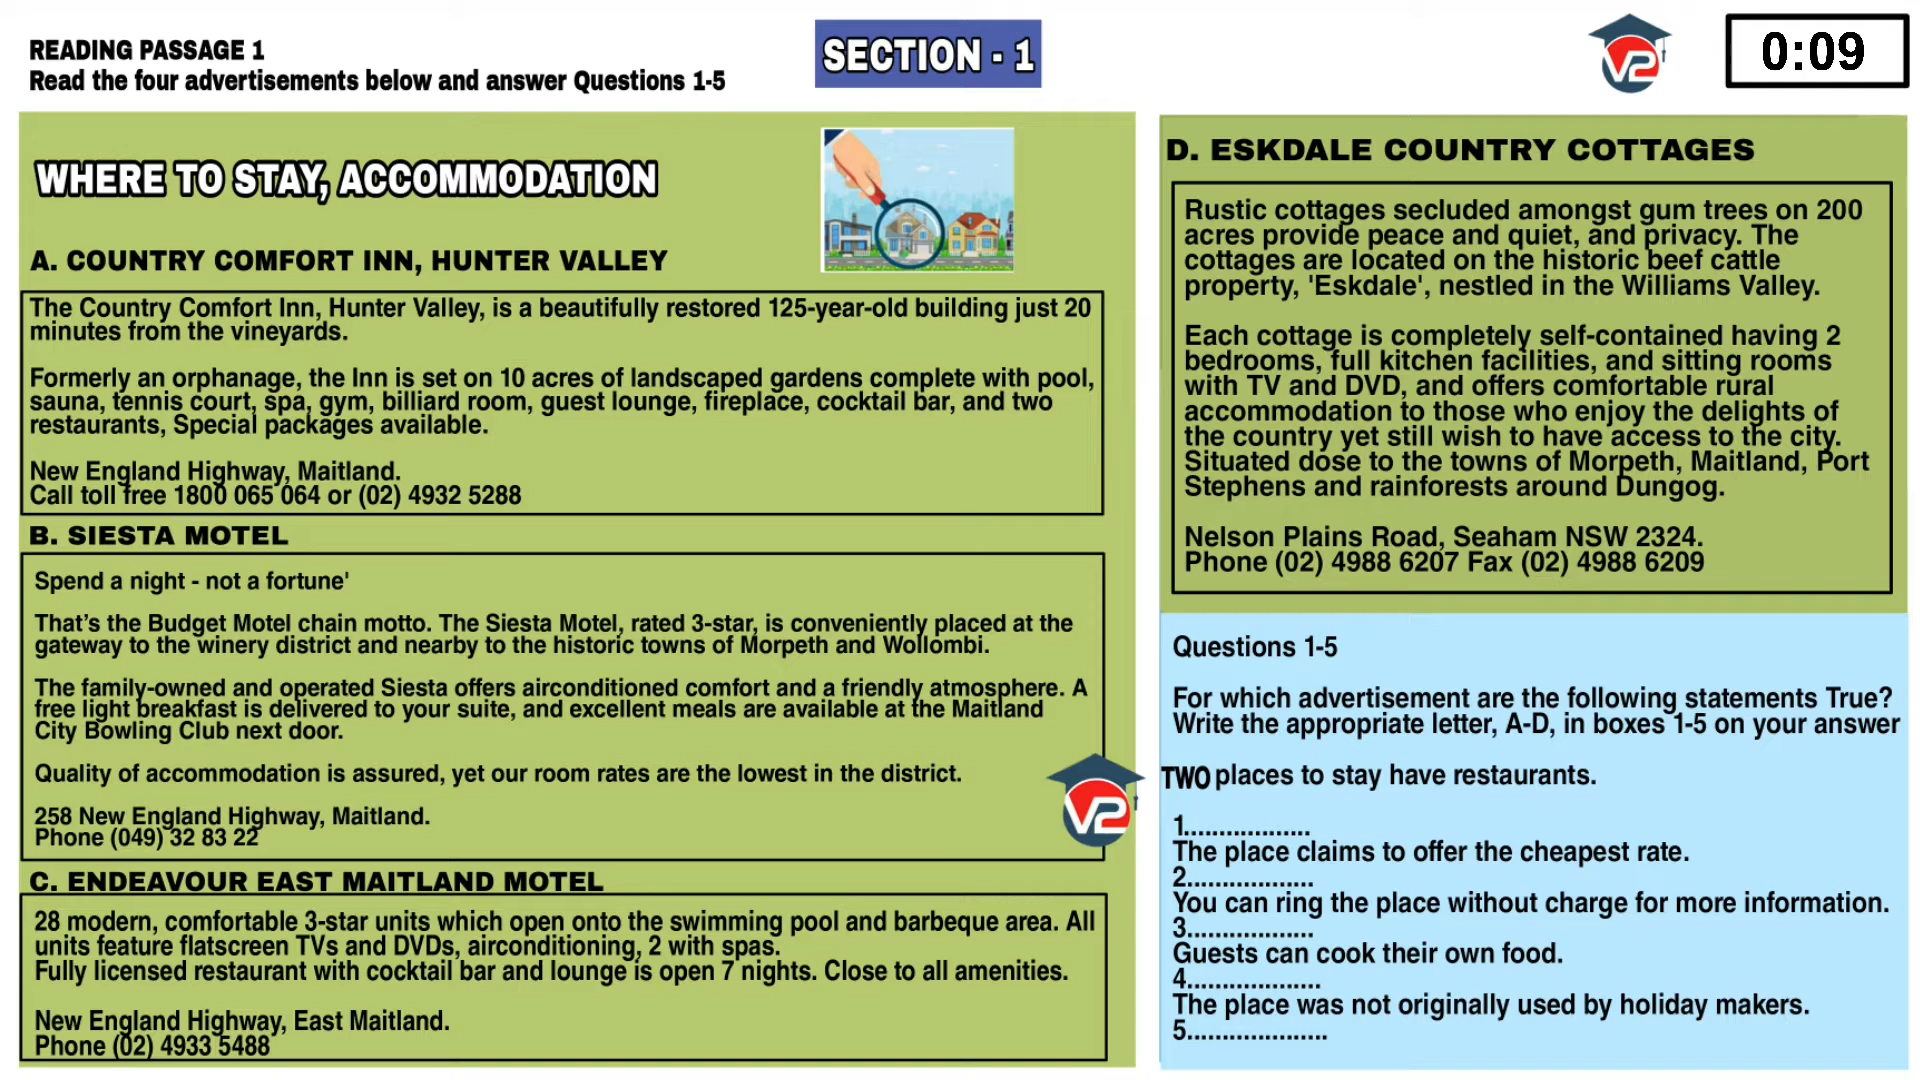 READING PASSAGE 1
Read the four advertisements below and answer Questions 1-5
SECTION - 1
V2
0:09
WHERE TO STAY, ACCOMMODATION
A. COUNTRY COMFORT INN, HUNTER VALLEY
The Country Comfort Inn, Hunter Valley, is a beautifully restored 125-year-old building just 20
minutes from the vineyards.
Formerly an orphanage, the Inn is set on 10 acres of landscaped gardens complete with pool,
sauna, tennis court, spa, gym, billiard room, guest lounge, fireplace, cocktail bar, and two
restaurants, Special packages available.
New England Highway, Maitland.
Call toll free 1800 065 064 or (02) 4932 5288
B. SIESTA MOTEL
Spend a night - not a fortune'
That's the Budget Motel chain motto. The Siesta Motel, rated 3-star, is conveniently placed at the
gateway to the winery district and nearby to the historic towns of Morpeth and Wollombi.
The family-owned and operated Siesta offers airconditioned comfort and a friendly atmosphere. A
free light breakfast is delivered to your suite, and excellent meals are available at the Maitland
City Bowling Club next door.
Quality of accommodation is assured, yet our room rates are the lowest in the district.
258 New England Highway, Maitland.
Phone (049) 32 83 22
V2
C. ENDEAVOUR EAST MAITLAND MOTEL
28 modern, comfortable 3-star units which open onto the swimming pool and barbeque area. All
units feature flatscreen TVs and DVDs, airconditioning, 2 with spas.
Fully licensed restaurant with cocktail bar and lounge is open 7 nights. Close to all amenities.
New England Highway, East Maitland.
Phone (02) 4933 5488
D. ESKDALE COUNTRY COTTAGES
Rustic cottages secluded amongst gum trees on 200
acres provide peace and quiet, and privacy. The
cottages are located on the historic beef cattle
property, 'Eskdale', nestled in the Williams Valley.
Each cottage is completely self-contained having 2
bedrooms, full kitchen facilities, and sitting rooms
with TV and DVD, and offers comfortable rural
accommodation to those who enjoy the delights of
the country yet still wish to have access to the city.
Situated dose to the towns of Morpeth, Maitland, Port
Stephens and rainforests around Dungog.
Nelson Plains Road, Seaham NSW 2324.
Phone (02) 4988 6207 Fax (02) 4988 6209
Questions 1-5
For which advertisement are the following statements True?
Write the appropriate letter, A-D, in boxes 1-5 on your answer
TWO places to stay have restaurants.
1..................
The place claims to offer the cheapest rate.
2..................
You can ring the place without charge for more information.
3..................
Guests can cook their own food.
4...................
The place was not originally used by holiday makers.
5....................